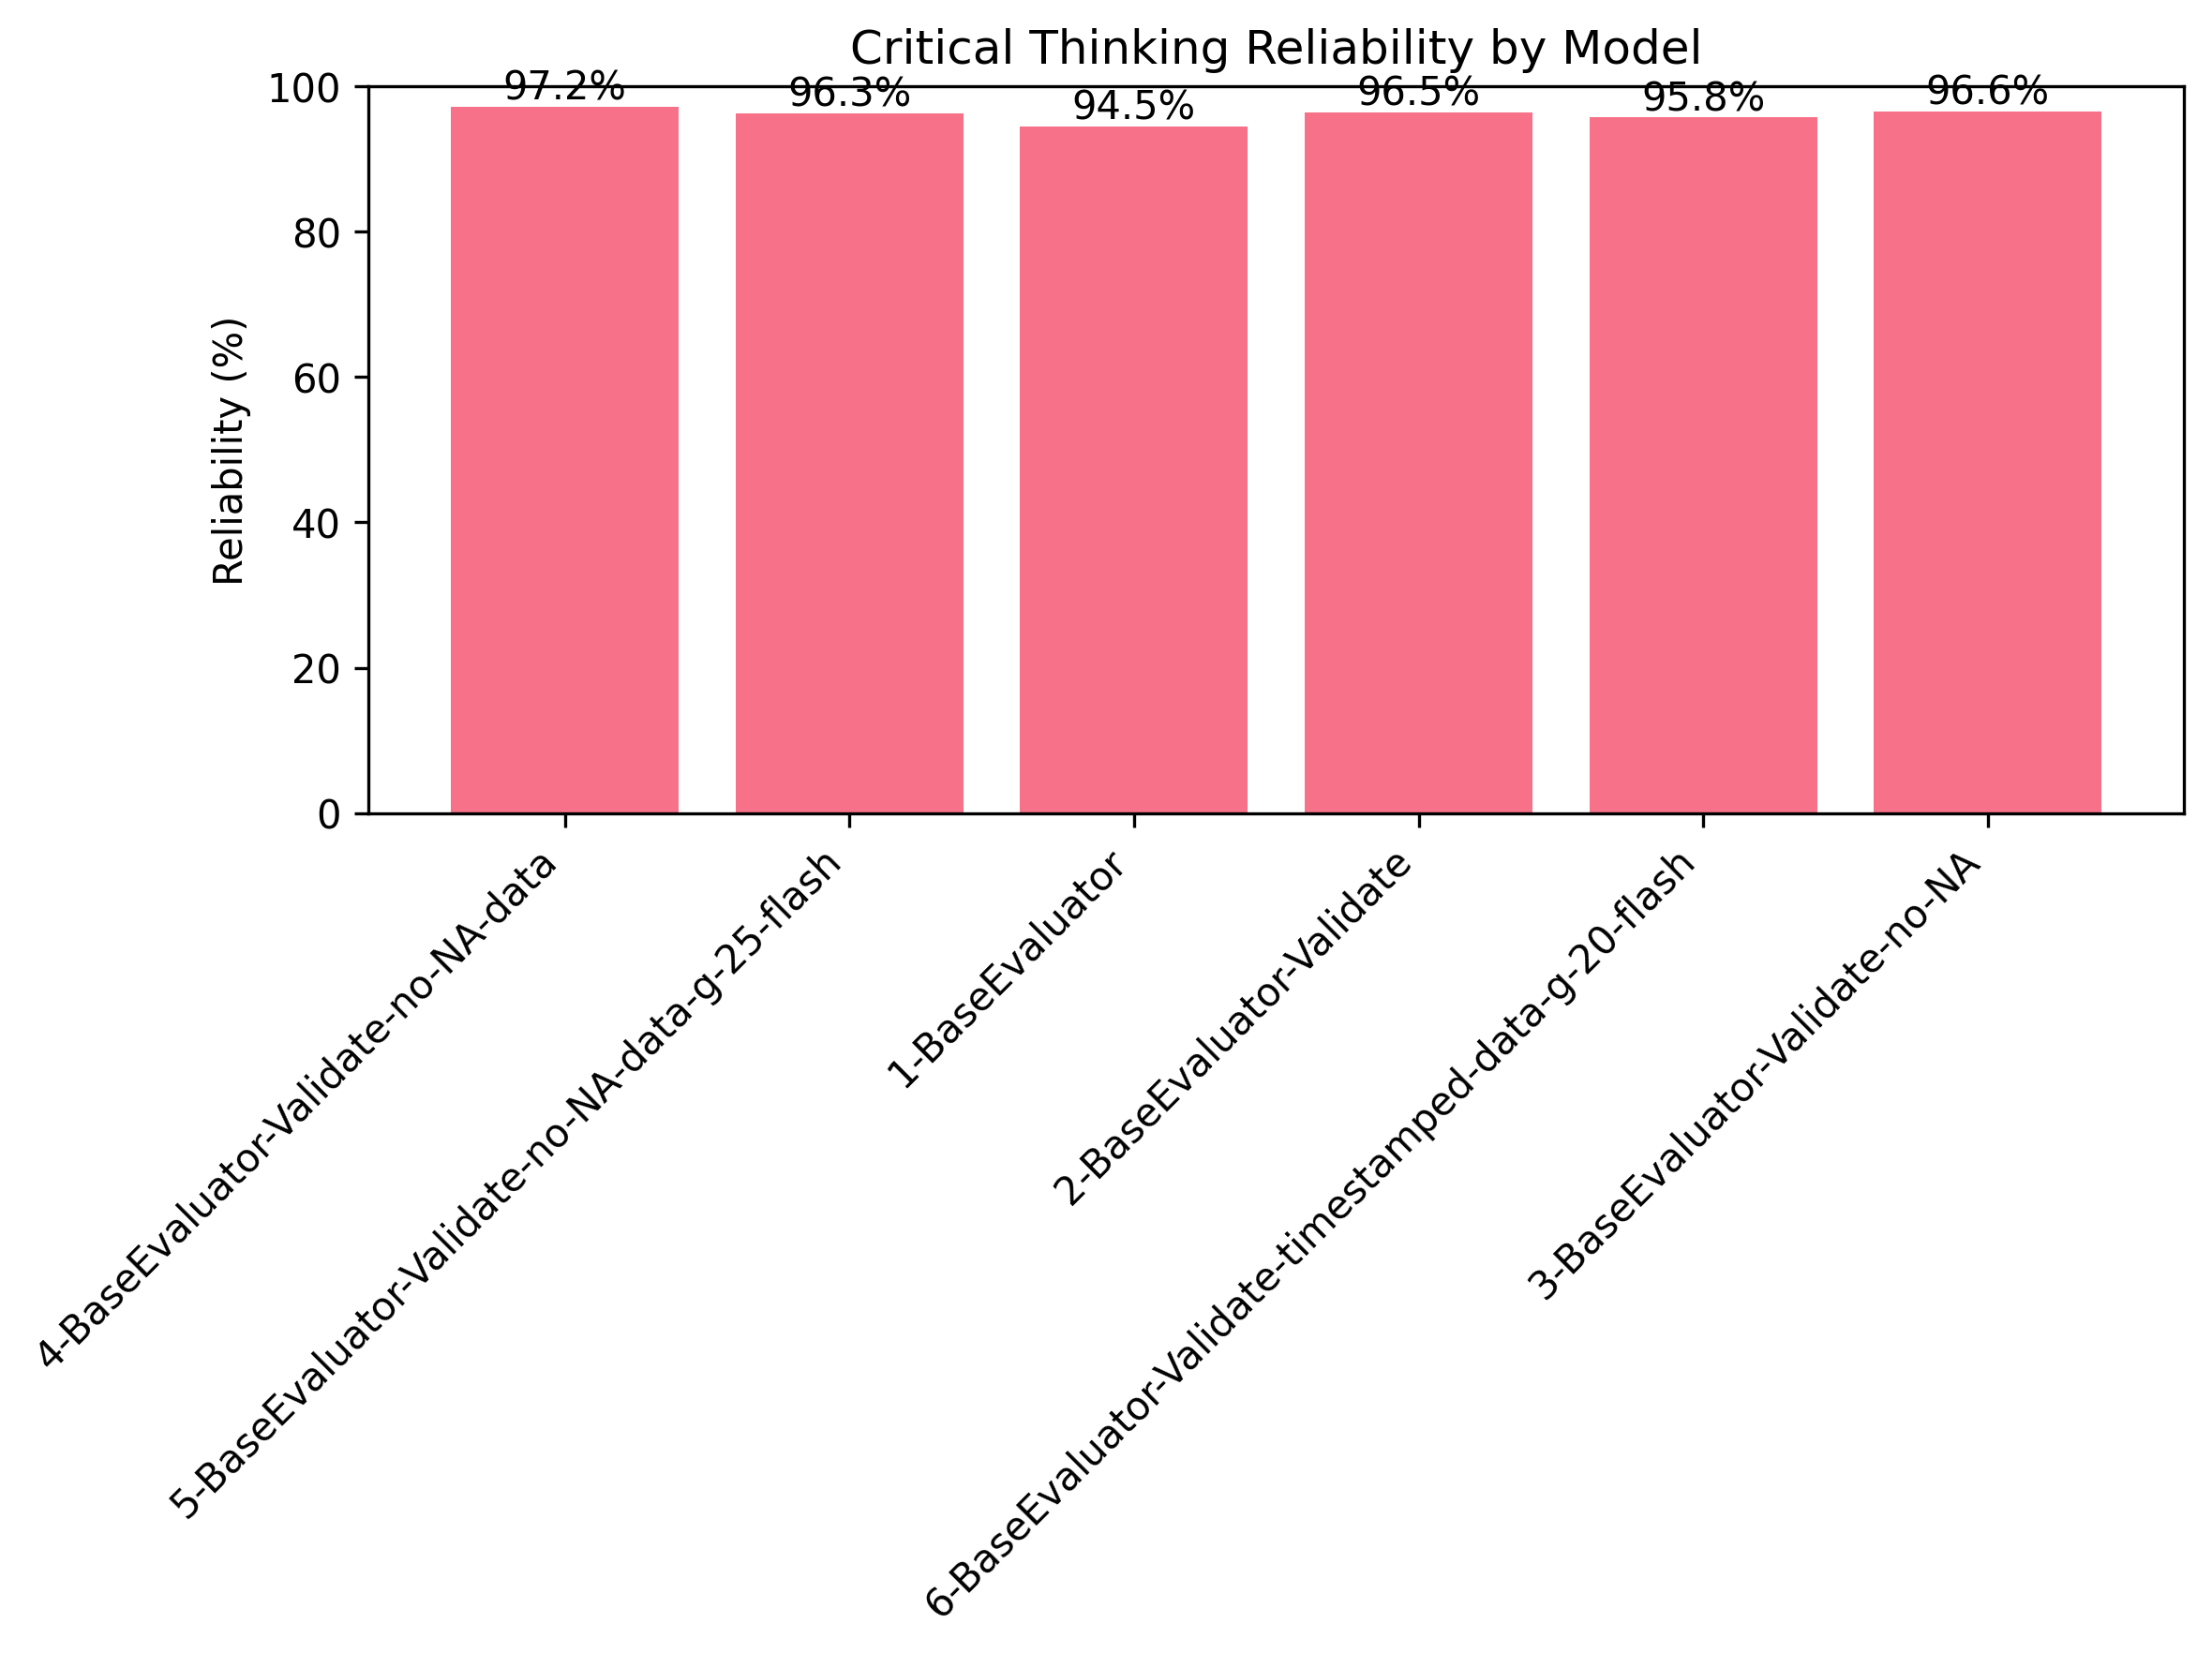 Critical Thinking Reliability by Model
97.2%
96.3%
94.5%
96.5%
95.8%
96.6%
Reliability (%)
100
80
60
40
20
0
4-BaseEvaluator-Validate-no-NA-data
5-BaseEvaluator-Validate-no-NA-data-g-25-flash
1-BaseEvaluator
2-BaseEvaluator-Validate
6-BaseEvaluator-Validate-timestamped-data-g-20-flash
3-BaseEvaluator-Validate-no-NA